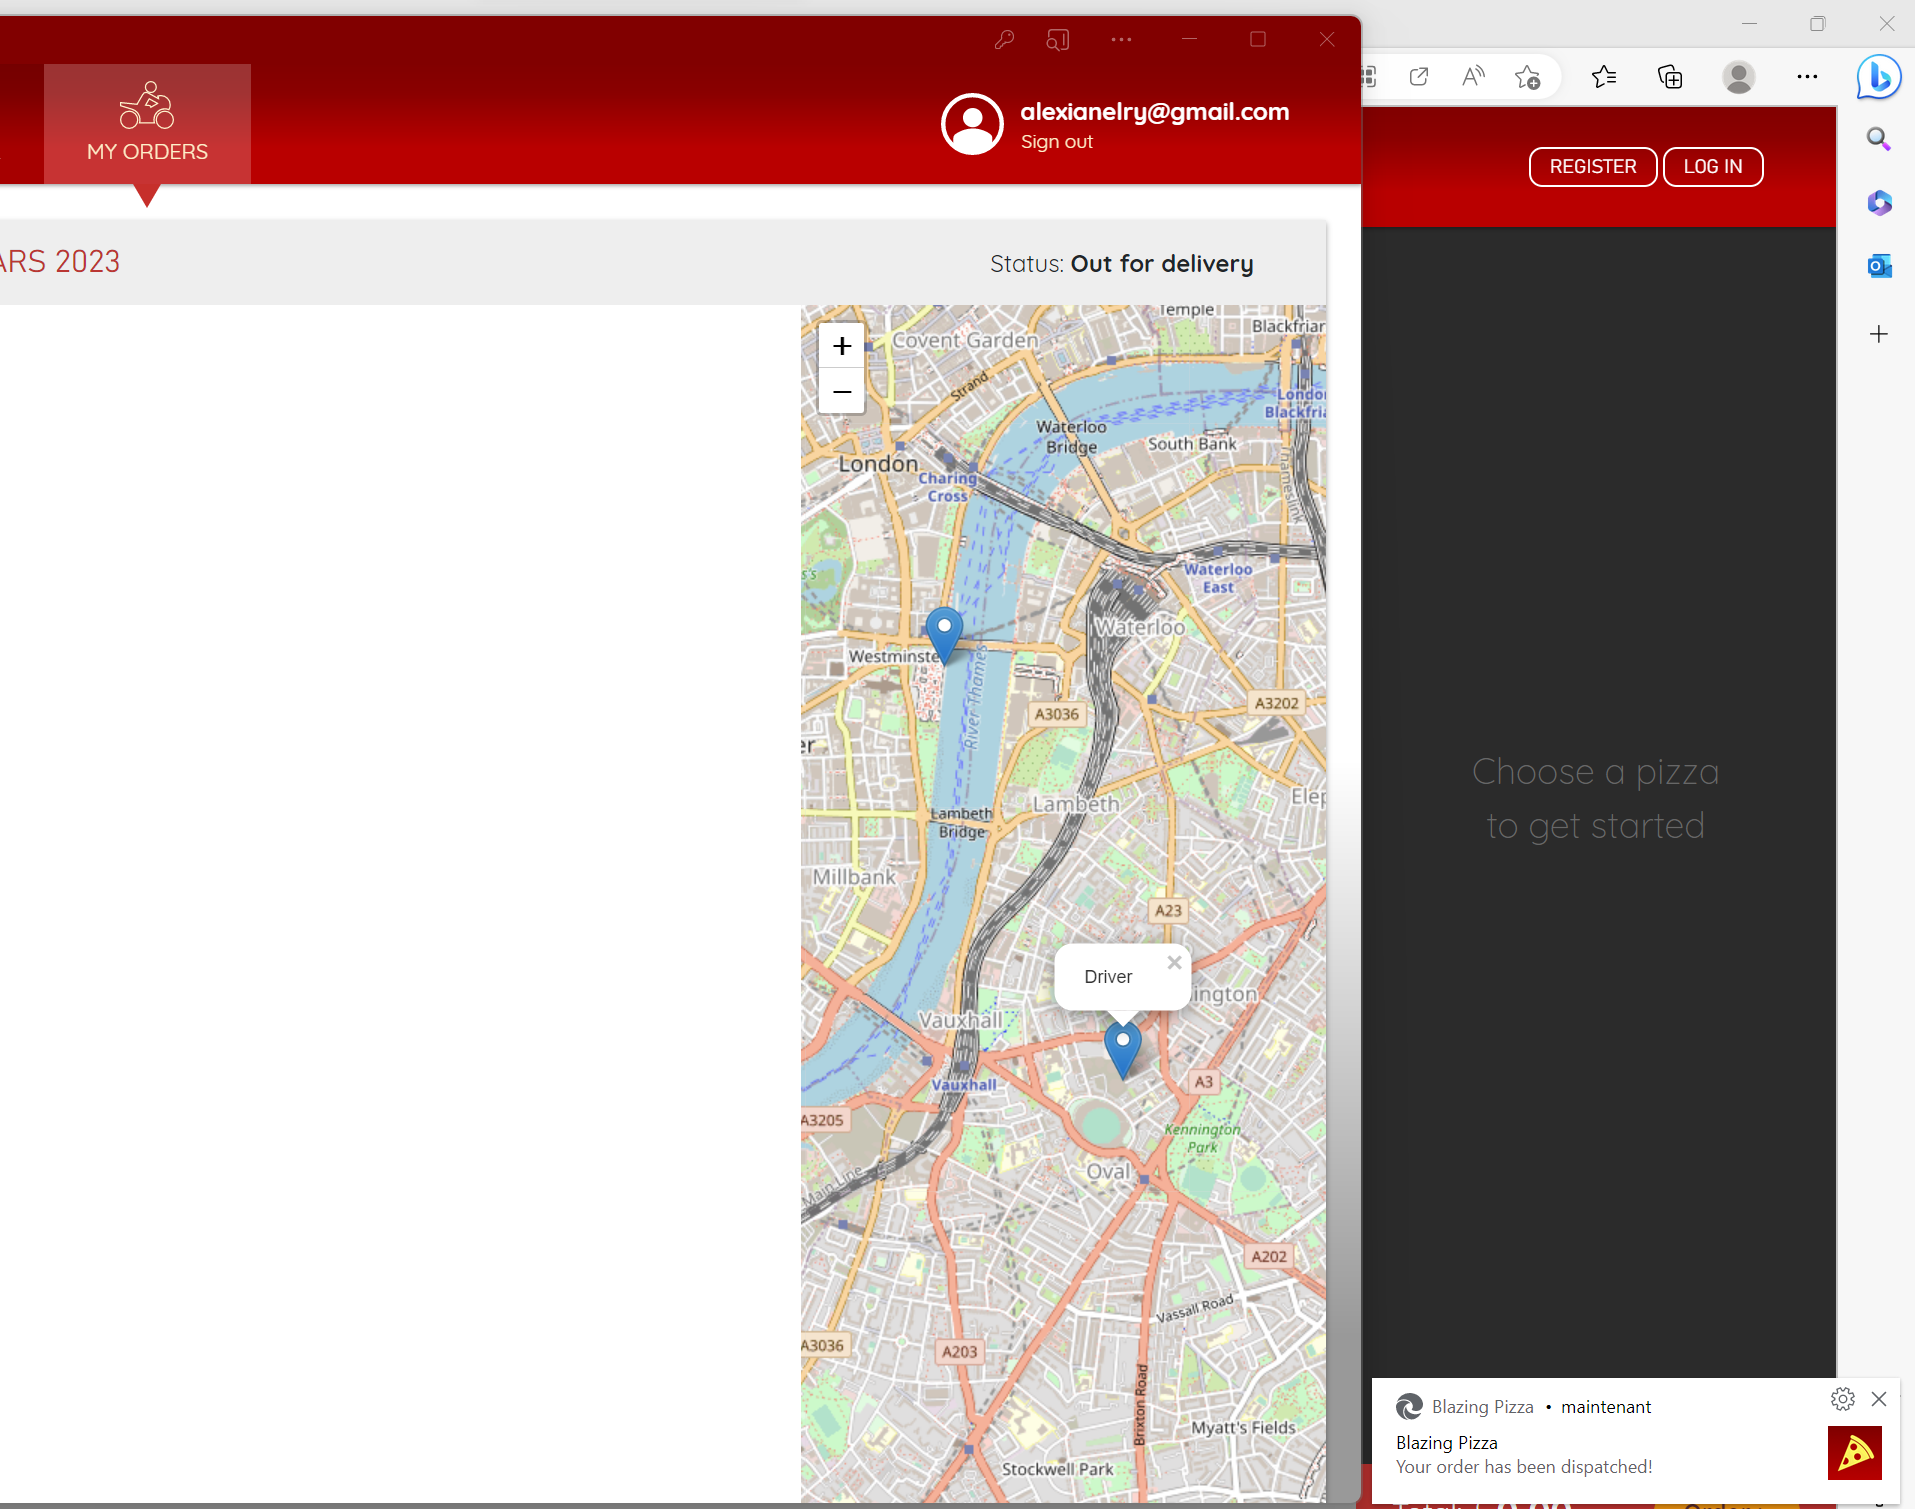 MY ORDERS
alexianelry@gmail.com
Sign out
REGISTER
LOG IN
ARS 2023
Status: Out for delivery
+
−
Temple
Blackfriar
Covent Garden
Strand
London
Blackfria
Waterloo
Bridge
South Bank
London
Charing
Cross
Thameslink
Waterloo
East
Waterloo
Westminste
River Thames
A3036
A3202
er
Lambeth
Elep
Lambeth
Bridge
Millbank
A23
Driver
×
ington
Vauxhall
Vauxhall
A3
A3205
Kennington
Park
Oval
Main Line
A202
Vassall Road
A3036
A203
Brixton Road
Myatt's Fields
Stockwell Park
Choose a pizza
to get started
Blazing Pizza • maintenant
Blazing Pizza
Your order has been dispatched!